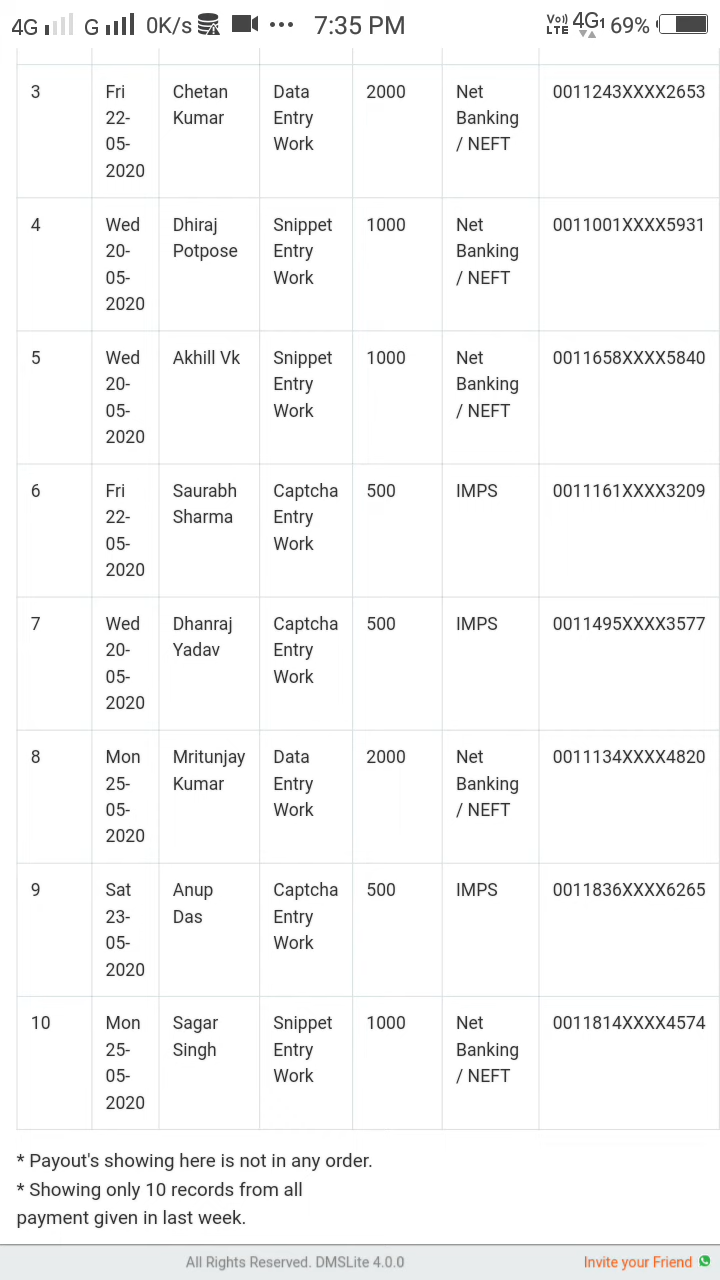 4G G 0K/s 7:35 PM Vo)) LTE 4G1 69%
3 Fri Chetan Data 2000 Net 0011243XXXX2653
22- Kumar Entry Banking
05- Work / NEFT
2020
4 Wed Dhiraj Snippet 1000 Net 0011001XXXX5931
20- Potpose Entry Banking
05- Work / NEFT
2020
5 Wed Akhill Vk Snippet 1000 Net 0011658XXXX5840
20- Entry Banking
05- Work / NEFT
2020
6 Fri Saurabh Captcha 500 IMPS 0011161XXXX3209
22- Sharma Entry
05- Work
2020
7 Wed Dhanraj Captcha 500 IMPS 0011495XXXX3577
20- Yadav Entry
05- Work
2020
8 Mon Mritunjay Data 2000 Net 0011134XXXX4820
25- Kumar Entry Banking
05- Work / NEFT
2020
9 Sat Anup Captcha 500 IMPS 0011836XXXX6265
23- Das Entry
05- Work
2020
10 Mon Sagar Snippet 1000 Net 0011814XXXX4574
25- Singh Entry Banking
05- Work / NEFT
2020
* Payout's showing here is not in any order.
* Showing only 10 records from all
payment given in last week.
All Rights Reserved. DMSLite 4.0.0 Invite your Friend